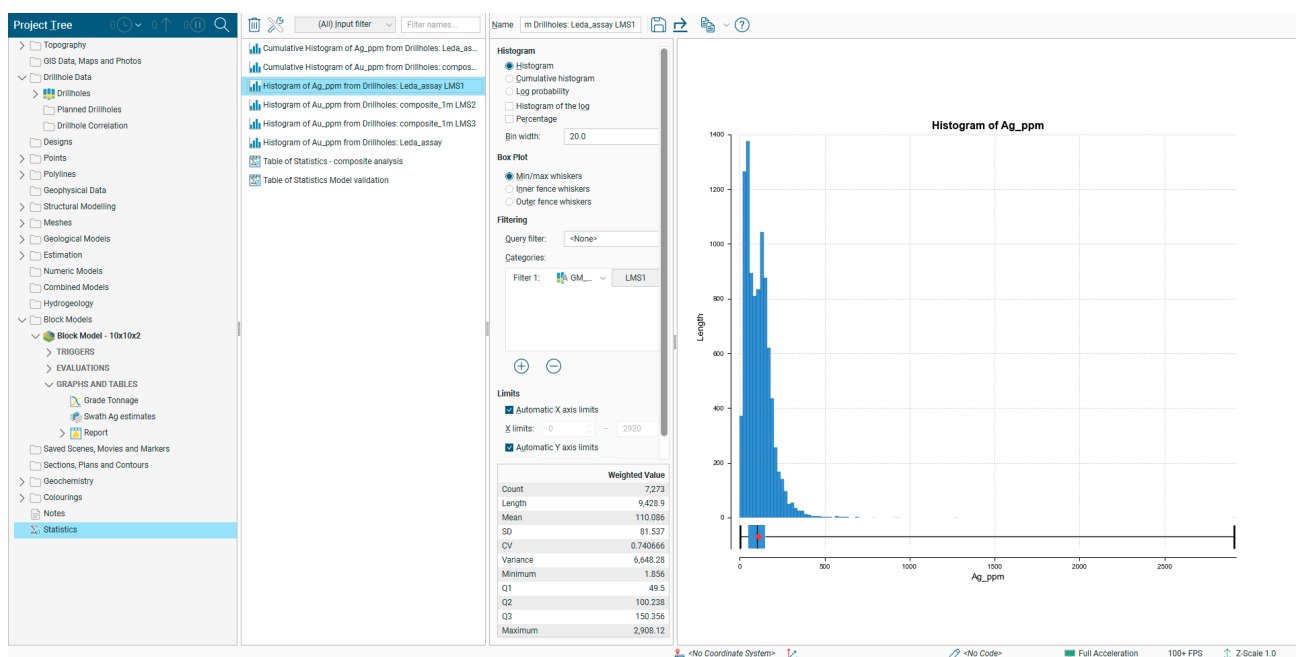 Project Tree
0
0
0
(All) Input filter
Filter names...
Name m Drillholes: Leda_assay LMS1
Topography
GIS Data, Maps and Photos
Drillhole Data
Drillholes
Planned Drillholes
Drillhole Correlation
Designs
Points
Polylines
Geophysical Data
Structural Modelling
Meshes
Geological Models
Estimation
Numeric Models
Combined Models
Hydrogeology
Block Models
Block Model - 10x10x2
TRIGGERS
EVALUATIONS
GRAPHS AND TABLES
Grade Tonnage
Swath Ag estimates
Report
Saved Scenes, Movies and Markers
Sections, Plans and Contours
Geochemistry
Colourings
Notes
Statistics
Cumulative Histogram of Ag_ppm from Drillholes: Leda_as...
Cumulative Histogram of Au_ppm from Drillholes: compos...
Histogram of Ag_ppm from Drillholes: Leda_assay LMS1
Histogram of Au_ppm from Drillholes: composite_1m LMS2
Histogram of Au_ppm from Drillholes: composite_1m LMS3
Histogram of Au_ppm from Drillholes: Leda_assay
Table of Statistics - composite analysis
Table of Statistics Model validation
Histogram
Histogram
Cumulative histogram
Log probability
Histogram of the log
Percentage
Bin width: 20.0
Box Plot
Min/max whiskers
Inner fence whiskers
Outer fence whiskers
Filtering
Query filter: <None>
Categories:
Filter 1: GM_... LMS1
Limits
Automatic X axis limits
X limits: 0 – 2920
Automatic Y axis limits
Weighted Value
Count 7,273
Length 9,428.9
Mean 110.086
SD 81.537
CV 0.740666
Variance 6,648.28
Minimum 1.856
Q1 49.5
Q2 100.238
Q3 150.356
Maximum 2,908.12
Histogram of Ag_ppm
1400
1200
1000
800
600
400
200
0
Length
0 500 1000 1500 2000 2500
Ag_ppm
<No Coordinate System>
<No Code>
Full Acceleration
100+ FPS
Z-Scale 1.0